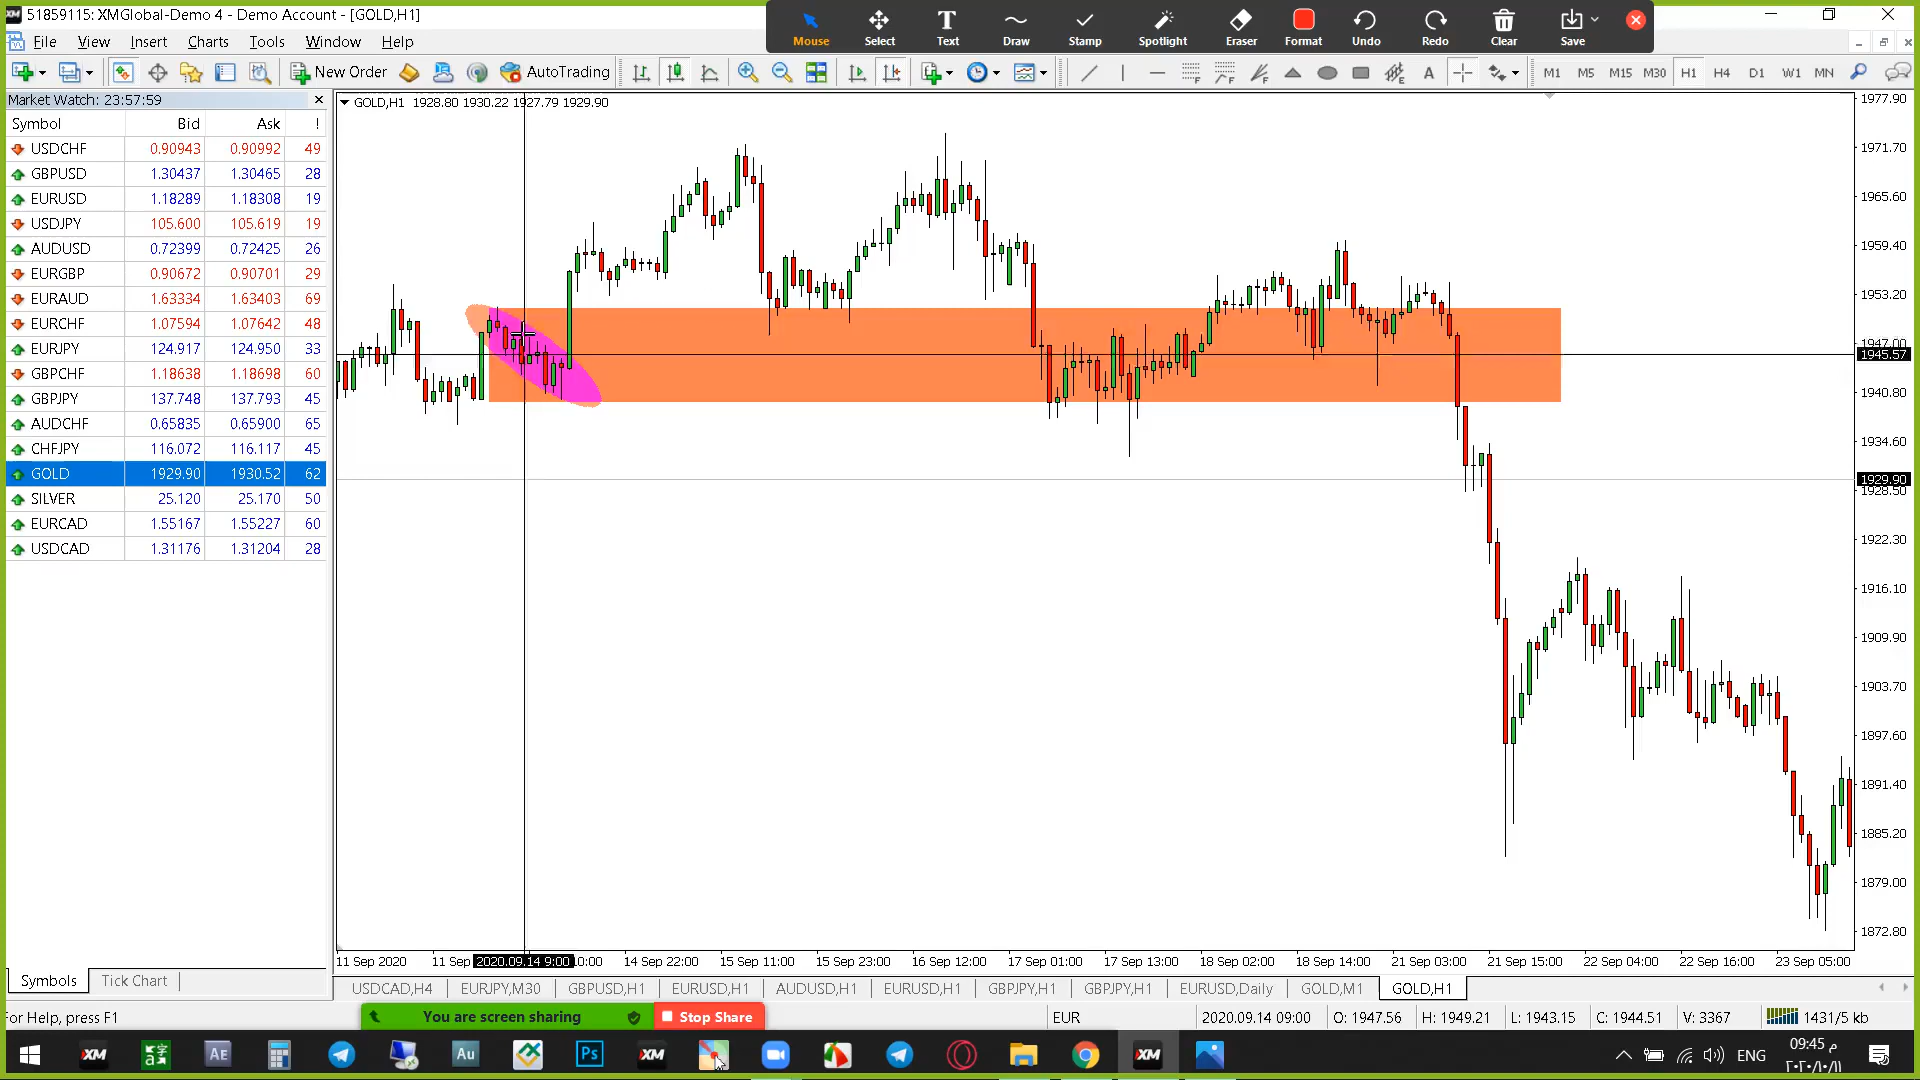 51859115: XMGlobal-Demo 4 - Demo Account - [GOLD,H1]
Mouse Select Text Draw Stamp Spotlight Eraser Format Undo Redo Clear Save
File View Insert Charts Tools Window Help
New Order AutoTrading M1 M5 M15 M30 H1 H4 D1 W1 MN
Market Watch: 23:57:59
Symbol Bid Ask !
USDCHF 0.90943 0.90992 49
GBPUSD 1.30437 1.30465 28
EURUSD 1.18289 1.18308 19
USDJPY 105.600 105.619 19
AUDUSD 0.72399 0.72425 26
EURGBP 0.90672 0.90701 29
EURAUD 1.63334 1.63403 69
EURCHF 1.07594 1.07642 48
EURJPY 124.917 124.950 33
GBPCHF 1.18638 1.18698 60
GBPJPY 137.748 137.793 45
AUDCHF 0.65835 0.65900 65
CHFJPY 116.072 116.117 45
GOLD 1929.90 1930.52 62
SILVER 25.120 25.170 50
EURCAD 1.55167 1.55227 60
USDCAD 1.31176 1.31204 28
Symbols Tick Chart
GOLD,H1 1928.80 1930.22 1927.79 1929.90
1977.90
1971.70
1965.60
1959.40
1953.20
1947.00
1945.57
1940.80
1934.60
1929.90
1928.50
1922.30
1916.10
1909.90
1903.70
1897.60
1891.40
1885.20
1879.00
1872.80
11 Sep 2020 11 Sep 2020.09.14 9:00 0:00 14 Sep 22:00 15 Sep 11:00 15 Sep 23:00 16 Sep 12:00 17 Sep 01:00 17 Sep 13:00 18 Sep 02:00 18 Sep 14:00 21 Sep 03:00 21 Sep 15:00 22 Sep 04:00 22 Sep 16:00 23 Sep 05:00
USDCAD,H4 EURJPY,M30 GBPUSD,H1 EURUSD,H1 AUDUSD,H1 EURUSD,H1 GBPJPY,H1 GBPJPY,H1 EURUSD,Daily GOLD,M1 GOLD,H1
For Help, press F1 You are screen sharing Stop Share EUR 2020.09.14 09:00 O: 1947.56 H: 1949.21 L: 1943.15 C: 1944.51 V: 3367 1431/5 kb
XM AE Au Ps XM XM ENG
09:45 م
٢٠٢٠/١٠/١١